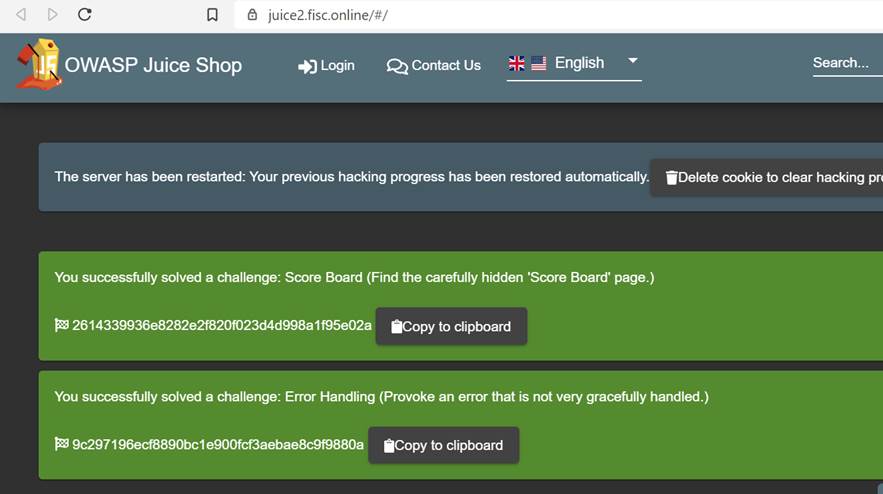 juice2.fisc.online/#/
OWASP Juice Shop Login Contact Us English Search...
The server has been restarted: Your previous hacking progress has been restored automatically. Delete cookie to clear hacking
You successfully solved a challenge: Score Board (Find the carefully hidden 'Score Board' page.)
2614339936e8282e2f820f023d4d998a1f95e02a Copy to clipboard
You successfully solved a challenge: Error Handling (Provoke an error that is not very gracefully handled.)
9c297196ecf8890bc1e900fcf3aebae8c9f9880a Copy to clipboard